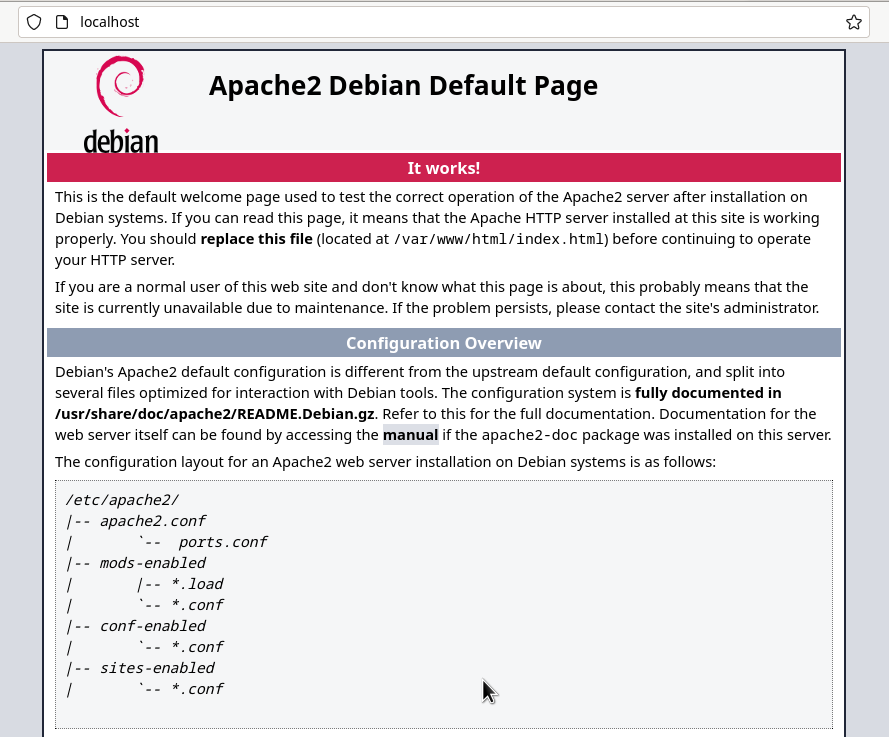 localhost
debian
Apache2 Debian Default Page
It works!
This is the default welcome page used to test the correct operation of the Apache2 server after installation on
Debian systems. If you can read this page, it means that the Apache HTTP server installed at this site is working
properly. You should replace this file (located at /var/www/html/index.html) before continuing to operate
your HTTP server.
If you are a normal user of this web site and don't know what this page is about, this probably means that the
site is currently unavailable due to maintenance. If the problem persists, please contact the site's administrator.
Configuration Overview
Debian's Apache2 default configuration is different from the upstream default configuration, and split into
several files optimized for interaction with Debian tools. The configuration system is fully documented in
/usr/share/doc/apache2/README.Debian.gz. Refer to this for the full documentation. Documentation for the
web server itself can be found by accessing the manual if the apache2-doc package was installed on this server.
The configuration layout for an Apache2 web server installation on Debian systems is as follows:
/etc/apache2/
|-- apache2.conf
|       `--  ports.conf
|-- mods-enabled
|       |-- *.load
|       `-- *.conf
|-- conf-enabled
|       `-- *.conf
|-- sites-enabled
|       `-- *.conf